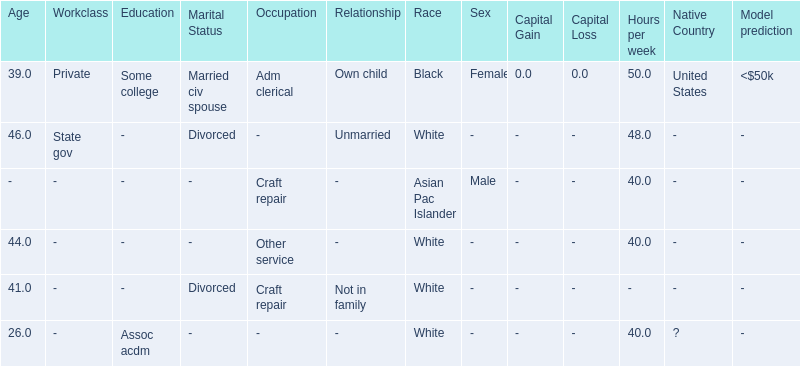 Age Workclass Education Marital Status Occupation Relationship Race Sex Capital Gain Capital Loss Hours per week Native Country Model prediction
39.0 Private Some college Married civ spouse Adm clerical Own child Black Female 0.0 0.0 50.0 United States <$50k
46.0 State gov - Divorced - Unmarried White - - - 48.0 - -
- - - - Craft repair - Asian Pac Islander Male - - 40.0 - -
44.0 - - - Other service - White - - - 40.0 - -
41.0 - - Divorced Craft repair Not in family White - - - - - -
26.0 - Assoc acdm - - - White - - - 40.0 ? -